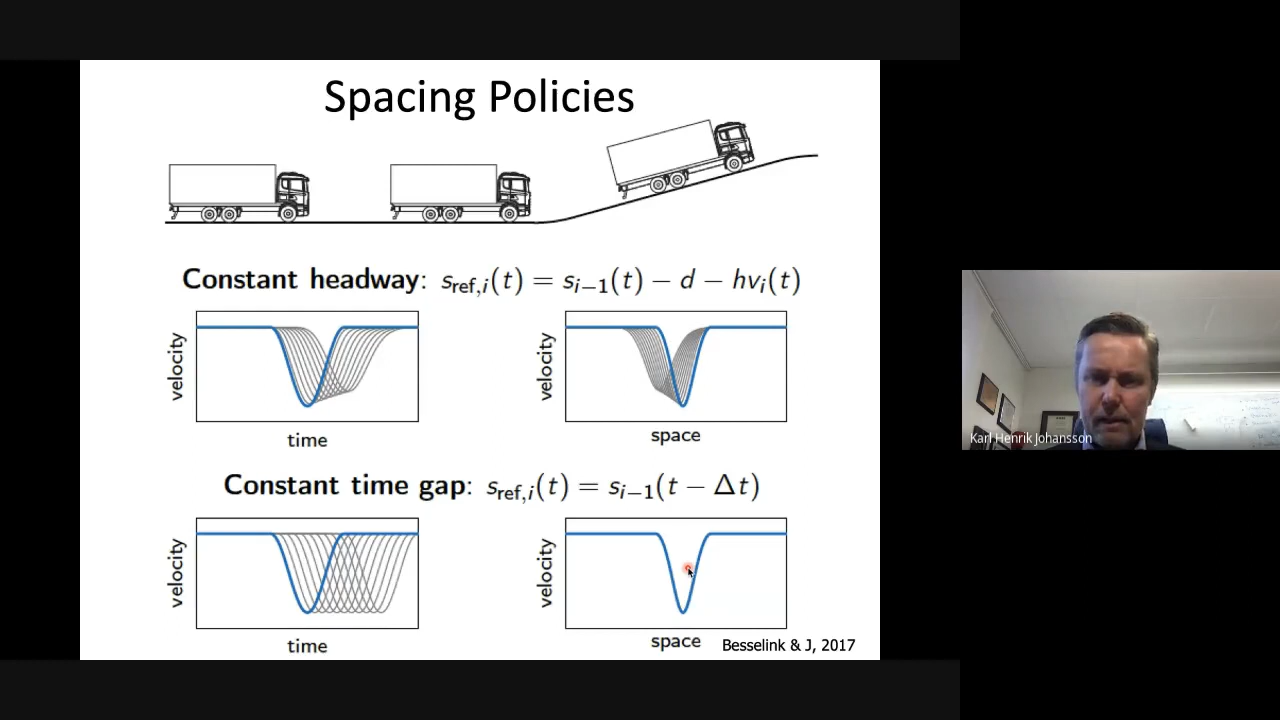 Spacing Policies
Constant headway: s_ref,i(t) = s_i−1(t) − d − hv_i(t)
velocity
time
velocity
space
Constant time gap: s_ref,i(t) = s_i−1(t − Δt)
velocity
time
velocity
space
Besselink & J, 2017
Karl Henrik Johansson